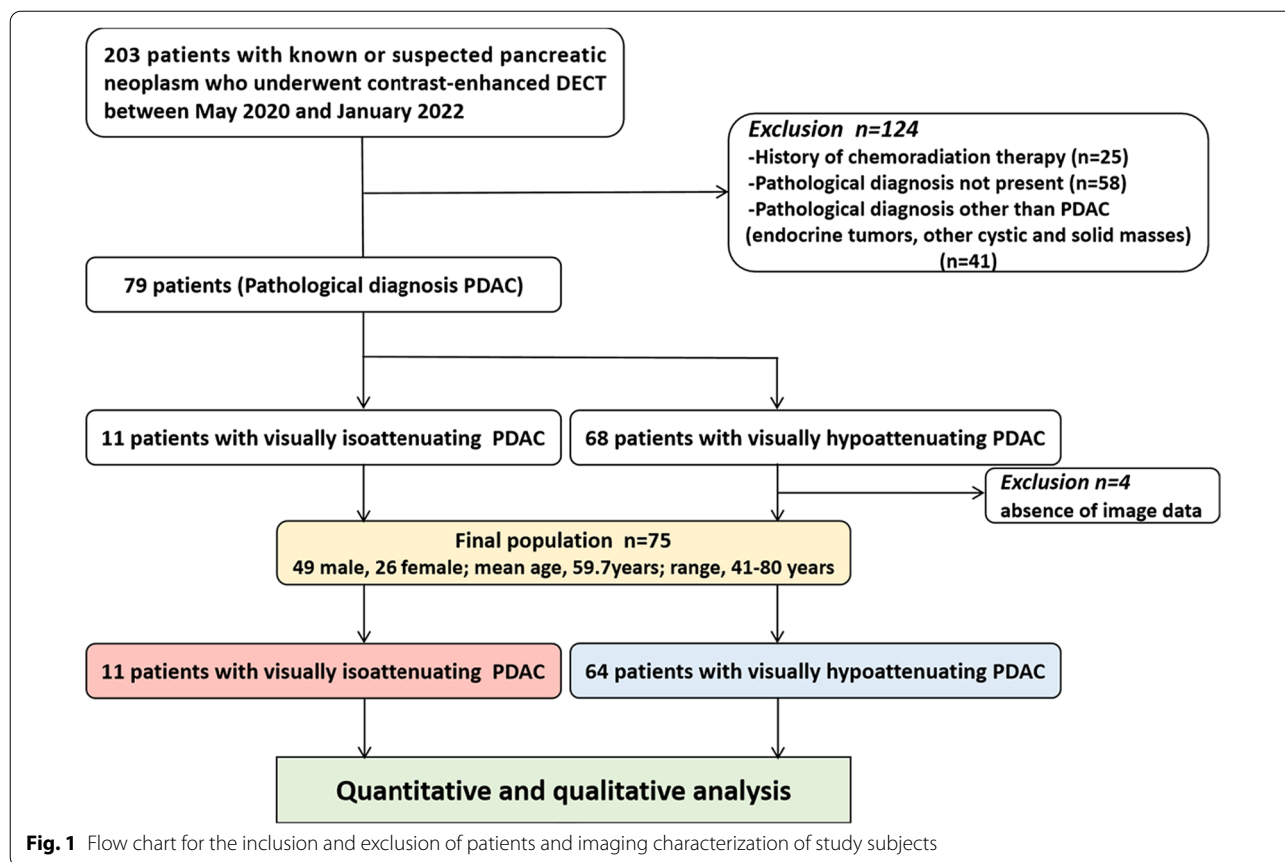 203 patients with known or suspected pancreatic
neoplasm who underwent contrast-enhanced DECT
between May 2020 and January 2022
Exclusion n=124
-History of chemoradiation therapy (n=25)
-Pathological diagnosis not present (n=58)
-Pathological diagnosis other than PDAC
(endocrine tumors, other cystic and solid masses)
(n=41)
79 patients (Pathological diagnosis PDAC)
11 patients with visually isoattenuating PDAC
68 patients with visually hypoattenuating PDAC
Exclusion n=4
absence of image data
Final population n=75
49 male, 26 female; mean age, 59.7years; range, 41-80 years
11 patients with visually isoattenuating PDAC
64 patients with visually hypoattenuating PDAC
Quantitative and qualitative analysis
Fig. 1 Flow chart for the inclusion and exclusion of patients and imaging characterization of study subjects